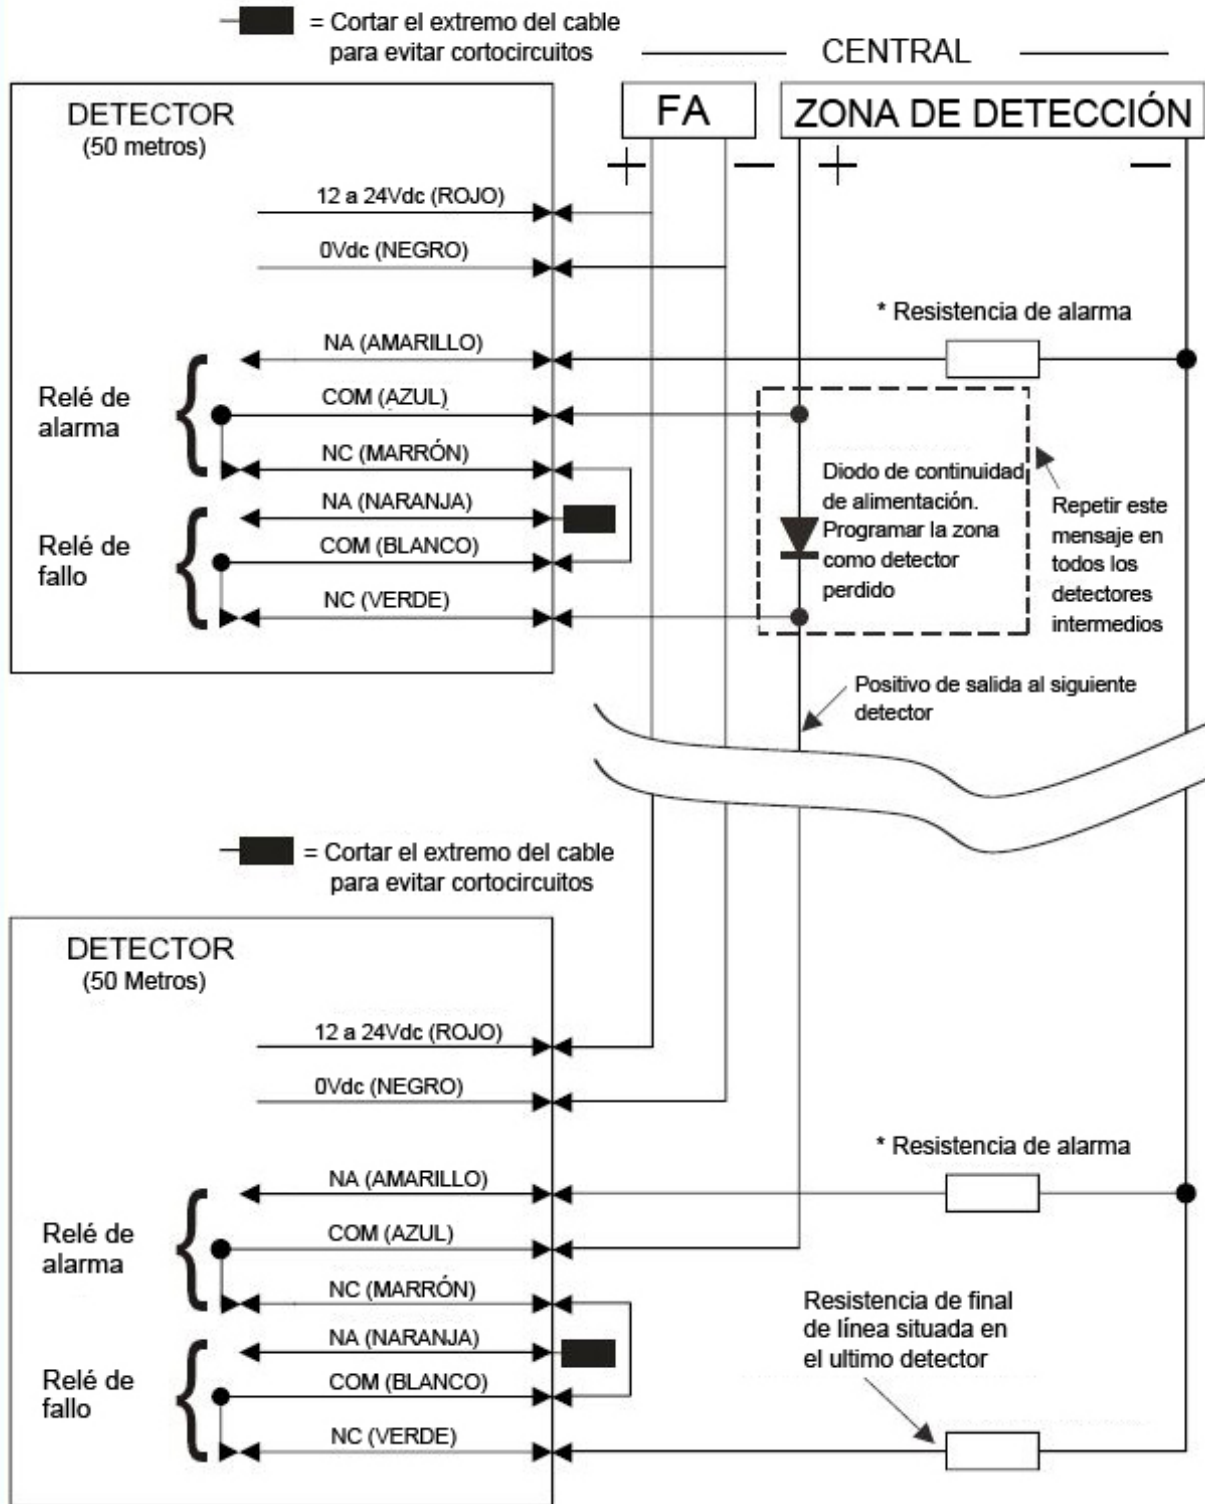 = Cortar el extremo del cable
para evitar cortocircuitos
CENTRAL
FA
ZONA DE DETECCIÓN
+
−
+
−
DETECTOR
(50 metros)
12 a 24Vdc (ROJO)
0Vdc (NEGRO)
* Resistencia de alarma
NA (AMARILLO)
Relé de
alarma
COM (AZUL)
NC (MARRÓN)
Diodo de continuidad
de alimentación.
Programar la zona
como detector
perdido
Repetir este
mensaje en
todos los
detectores
intermedios
NA (NARANJA)
Relé de
fallo
COM (BLANCO)
NC (VERDE)
Positivo de salida al siguiente
detector
= Cortar el extremo del cable
para evitar cortocircuitos
DETECTOR
(50 Metros)
12 a 24Vdc (ROJO)
0Vdc (NEGRO)
* Resistencia de alarma
NA (AMARILLO)
Relé de
alarma
COM (AZUL)
NC (MARRÓN)
Resistencia de final
de línea situada en
el ultimo detector
NA (NARANJA)
Relé de
fallo
COM (BLANCO)
NC (VERDE)